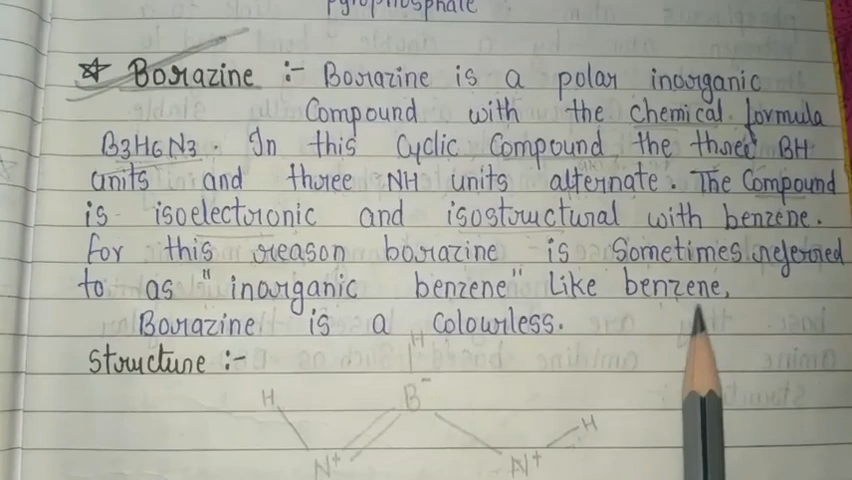 pyrophosphate
☆ Borazine :- Borazine is a polar inorganic
Compound with the chemical formula
B3H6N3. In this Cyclic Compound the three BH
units and three NH units alternate. The Compound
is isoelectronic and isostructural with benzene.
for this reason borazine is Sometimes referred
to as "inorganic benzene" Like benzene,
Borazine is a colourless.
Structure :-
H
H B⁻
H
N⁺ N⁺